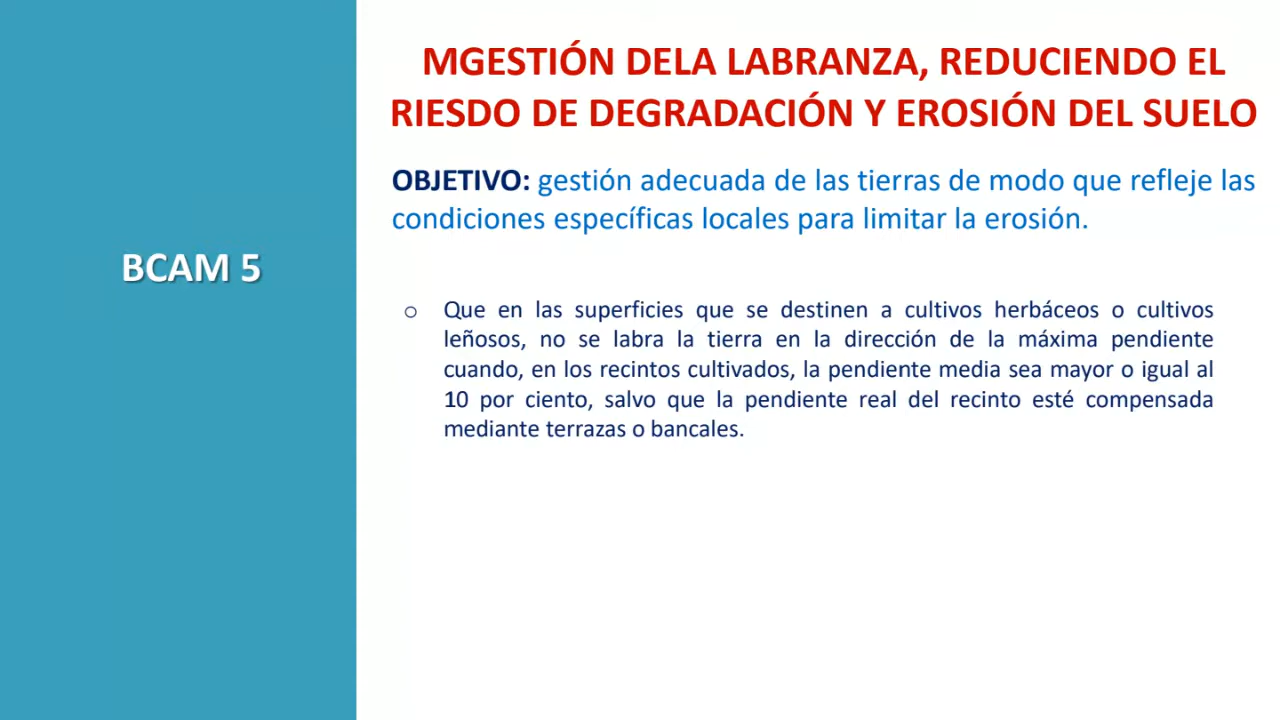 MGESTIÓN DELA LABRANZA, REDUCIENDO EL
RIESDO DE DEGRADACIÓN Y EROSIÓN DEL SUELO
OBJETIVO: gestión adecuada de las tierras de modo que refleje las
condiciones específicas locales para limitar la erosión.
BCAM 5
o Que en las superficies que se destinen a cultivos herbáceos o cultivos
leñosos, no se labra la tierra en la dirección de la máxima pendiente
cuando, en los recintos cultivados, la pendiente media sea mayor o igual al
10 por ciento, salvo que la pendiente real del recinto esté compensada
mediante terrazas o bancales.